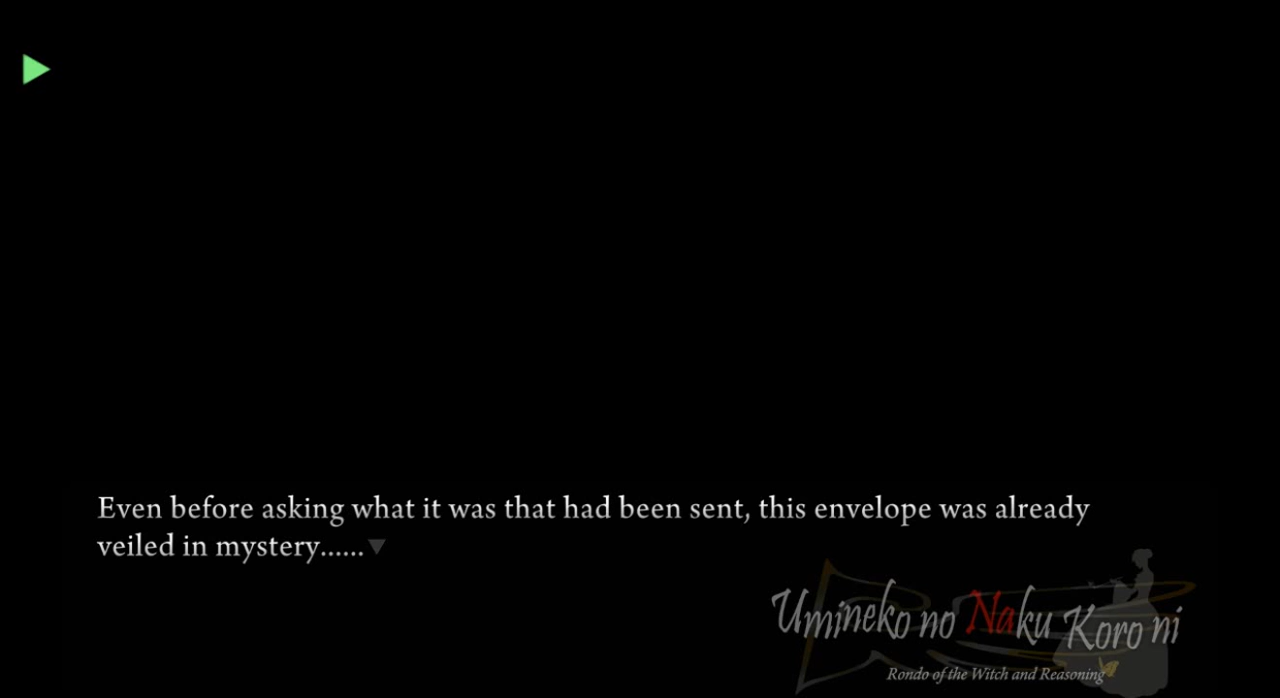 Even before asking what it was that had been sent, this envelope was already
veiled in mystery......
Umineko no Naku Koro ni
Rondo of the Witch and Reasoning